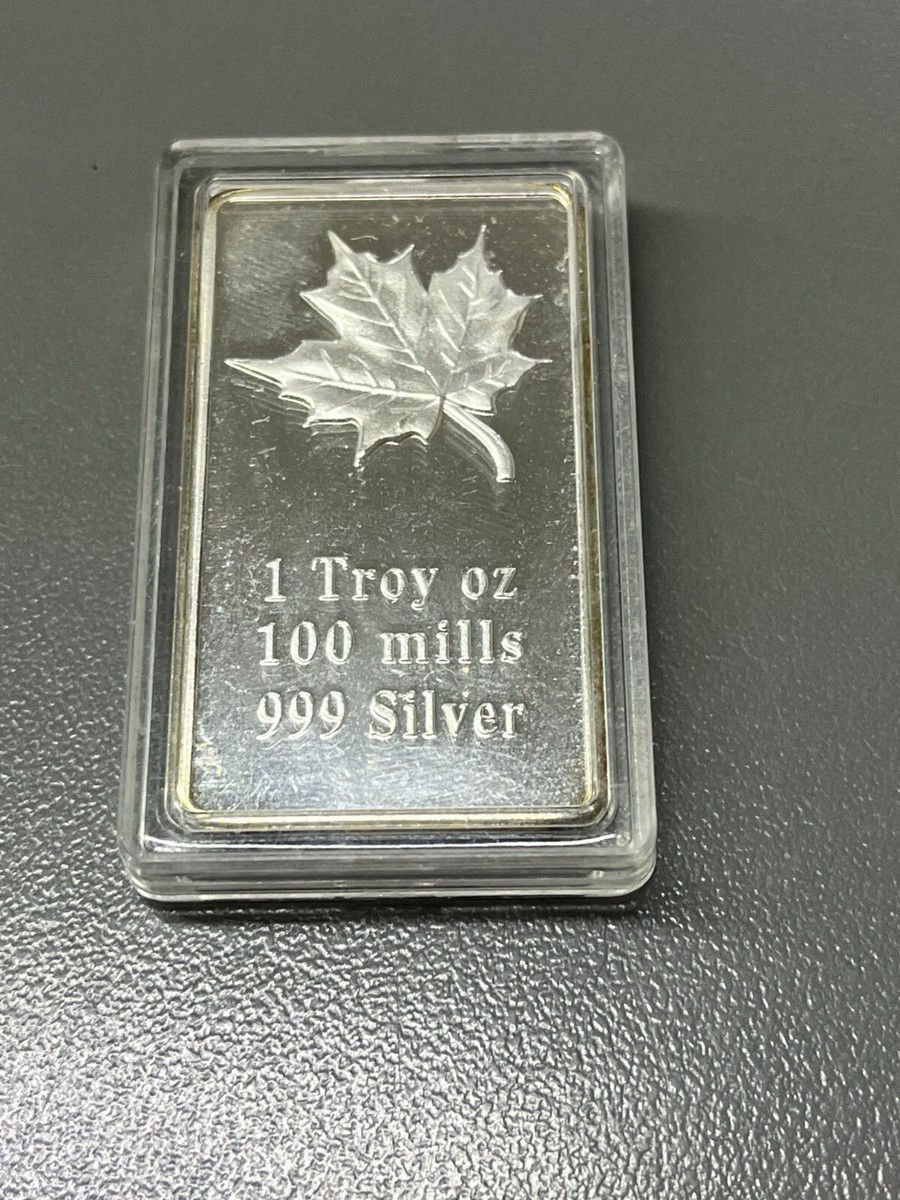 1 Troy oz
100 mills
999 Silver